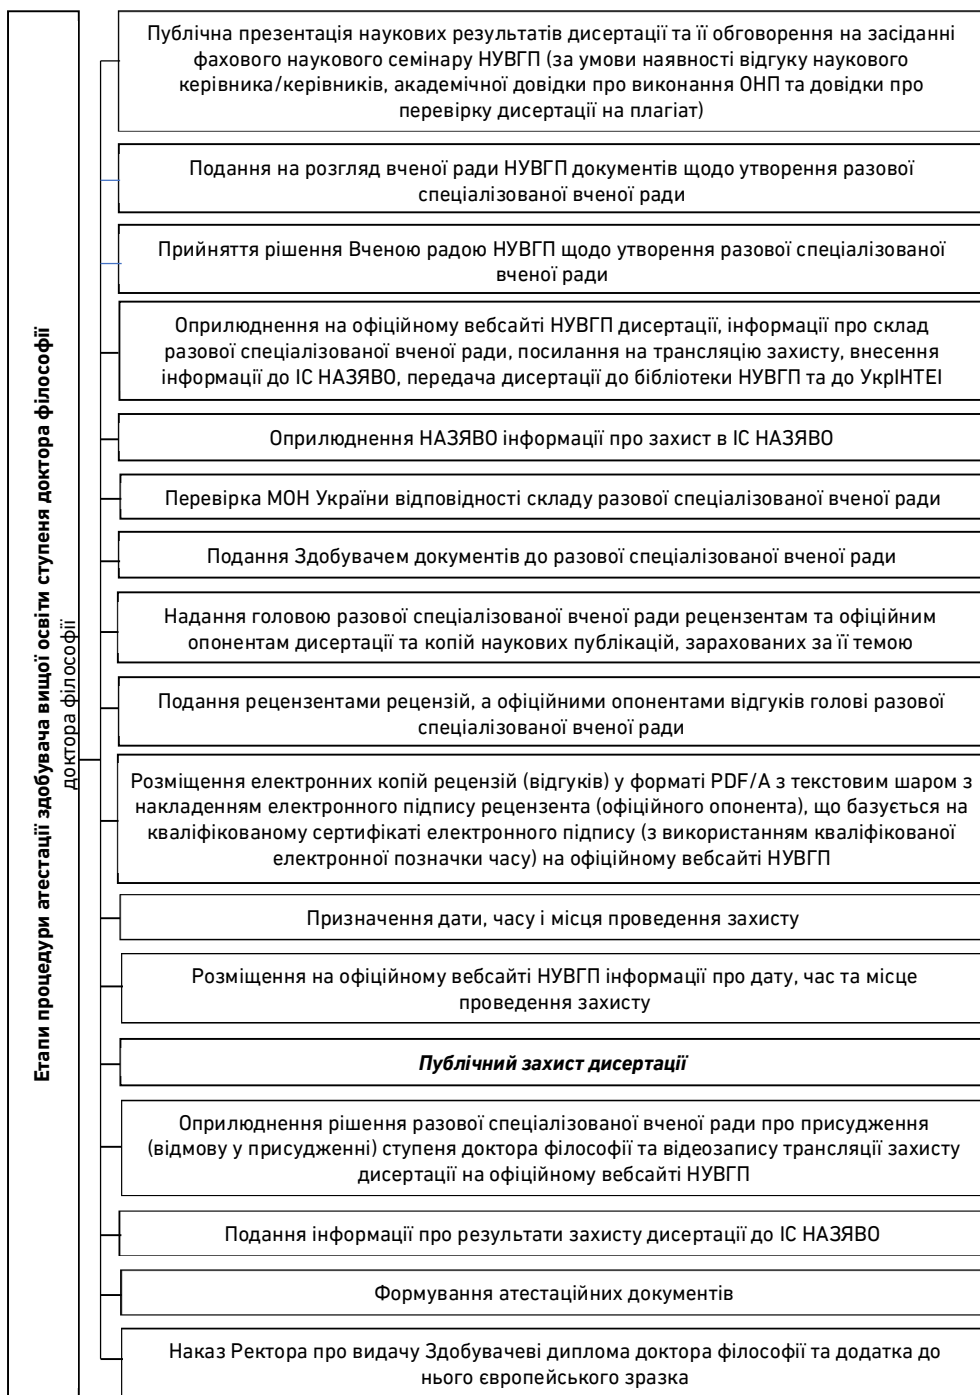 Етапи процедури атестації здобувача вищої освіти ступеня доктора філософії
доктора філософії
Публічна презентація наукових результатів дисертації та її обговорення на засіданні
фахового наукового семінару НУВГП (за умови наявності відгуку наукового
керівника/керівників, академічної довідки про виконання ОНП та довідки про
перевірку дисертації на плагіат)
Подання на розгляд вченої ради НУВГП документів щодо утворення разової
спеціалізованої вченої ради
Прийняття рішення Вченою радою НУВГП щодо утворення разової спеціалізованої
вченої ради
Оприлюднення на офіційному вебсайті НУВГП дисертації, інформації про склад
разової спеціалізованої вченої ради, посилання на трансляцію захисту, внесення
інформації до ІС НАЗЯВО, передача дисертації до бібліотеки НУВГП та до УкрІНТЕІ
Оприлюднення НАЗЯВО інформації про захист в ІС НАЗЯВО
Перевірка МОН України відповідності складу разової спеціалізованої вченої ради
Подання Здобувачем документів до разової спеціалізованої вченої ради
Надання головою разової спеціалізованої вченої ради рецензентам та офіційним
опонентам дисертації та копій наукових публікацій, зарахованих за її темою
Подання рецензентами рецензій, а офіційними опонентами відгуків голові разової
спеціалізованої вченої ради
Розміщення електронних копій рецензій (відгуків) у форматі PDF/A з текстовим шаром з
накладенням електронного підпису рецензента (офіційного опонента), що базується на
кваліфікованому сертифікаті електронного підпису (з використанням кваліфікованої
електронної позначки часу) на офіційному вебсайті НУВГП
Призначення дати, часу і місця проведення захисту
Розміщення на офіційному вебсайті НУВГП інформації про дату, час та місце
проведення захисту
Публічний захист дисертації
Оприлюднення рішення разової спеціалізованої вченої ради про присудження
(відмову у присудженні) ступеня доктора філософії та відеозапису трансляції захисту
дисертації на офіційному вебсайті НУВГП
Подання інформації про результати захисту дисертації до ІС НАЗЯВО
Формування атестаційних документів
Наказ Ректора про видачу Здобувачеві диплома доктора філософії та додатка до
нього європейського зразка